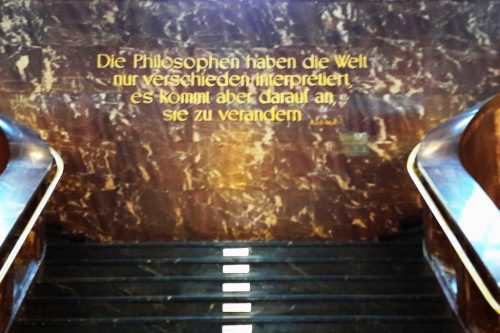 Die Philosophen haben die Welt
nur verschieden interpretiert,
es kommt aber darauf an,
sie zu verändern